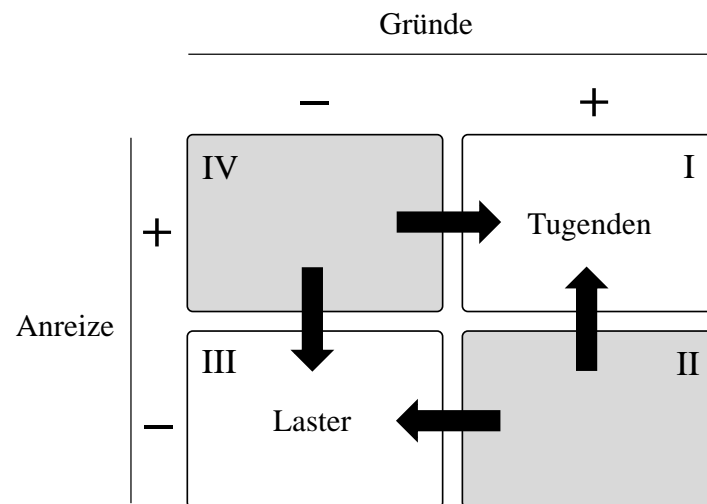 Gründe
− +
IV
I
+
Tugenden
Anreize
III
II
−
Laster